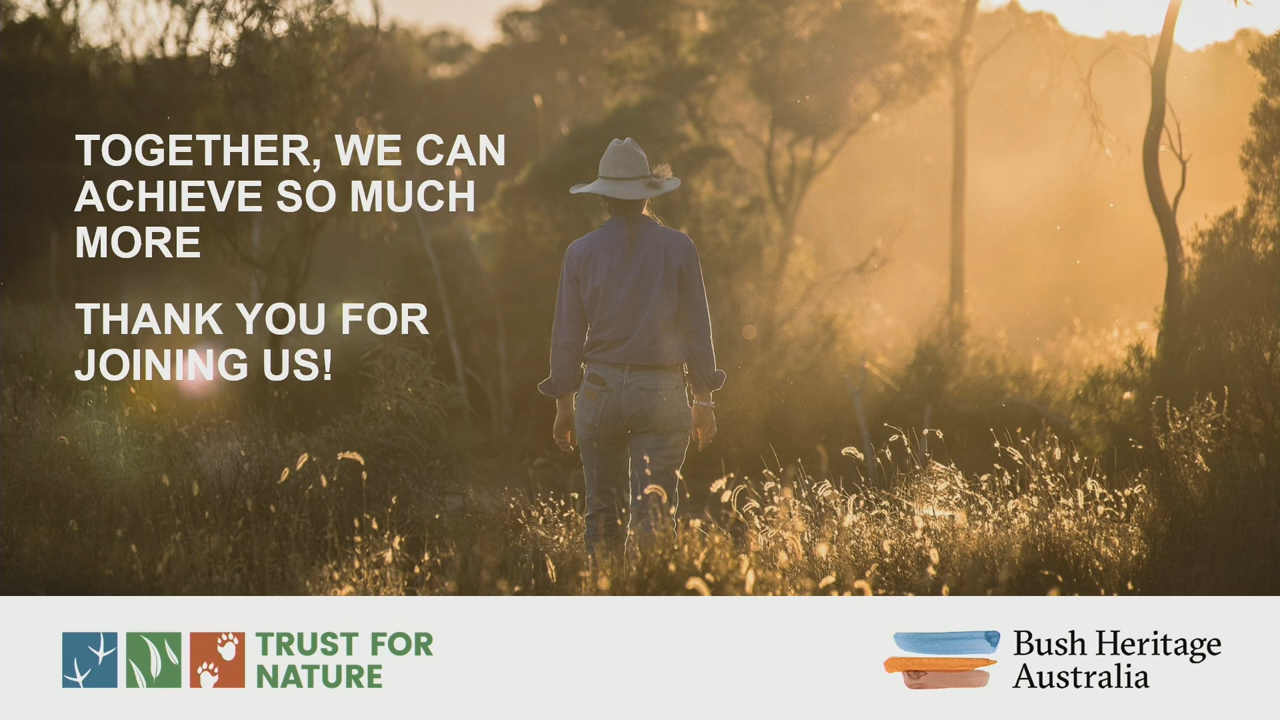 TOGETHER, WE CAN
ACHIEVE SO MUCH
MORE
THANK YOU FOR
JOINING US!
TRUST FOR
NATURE
Bush Heritage
Australia